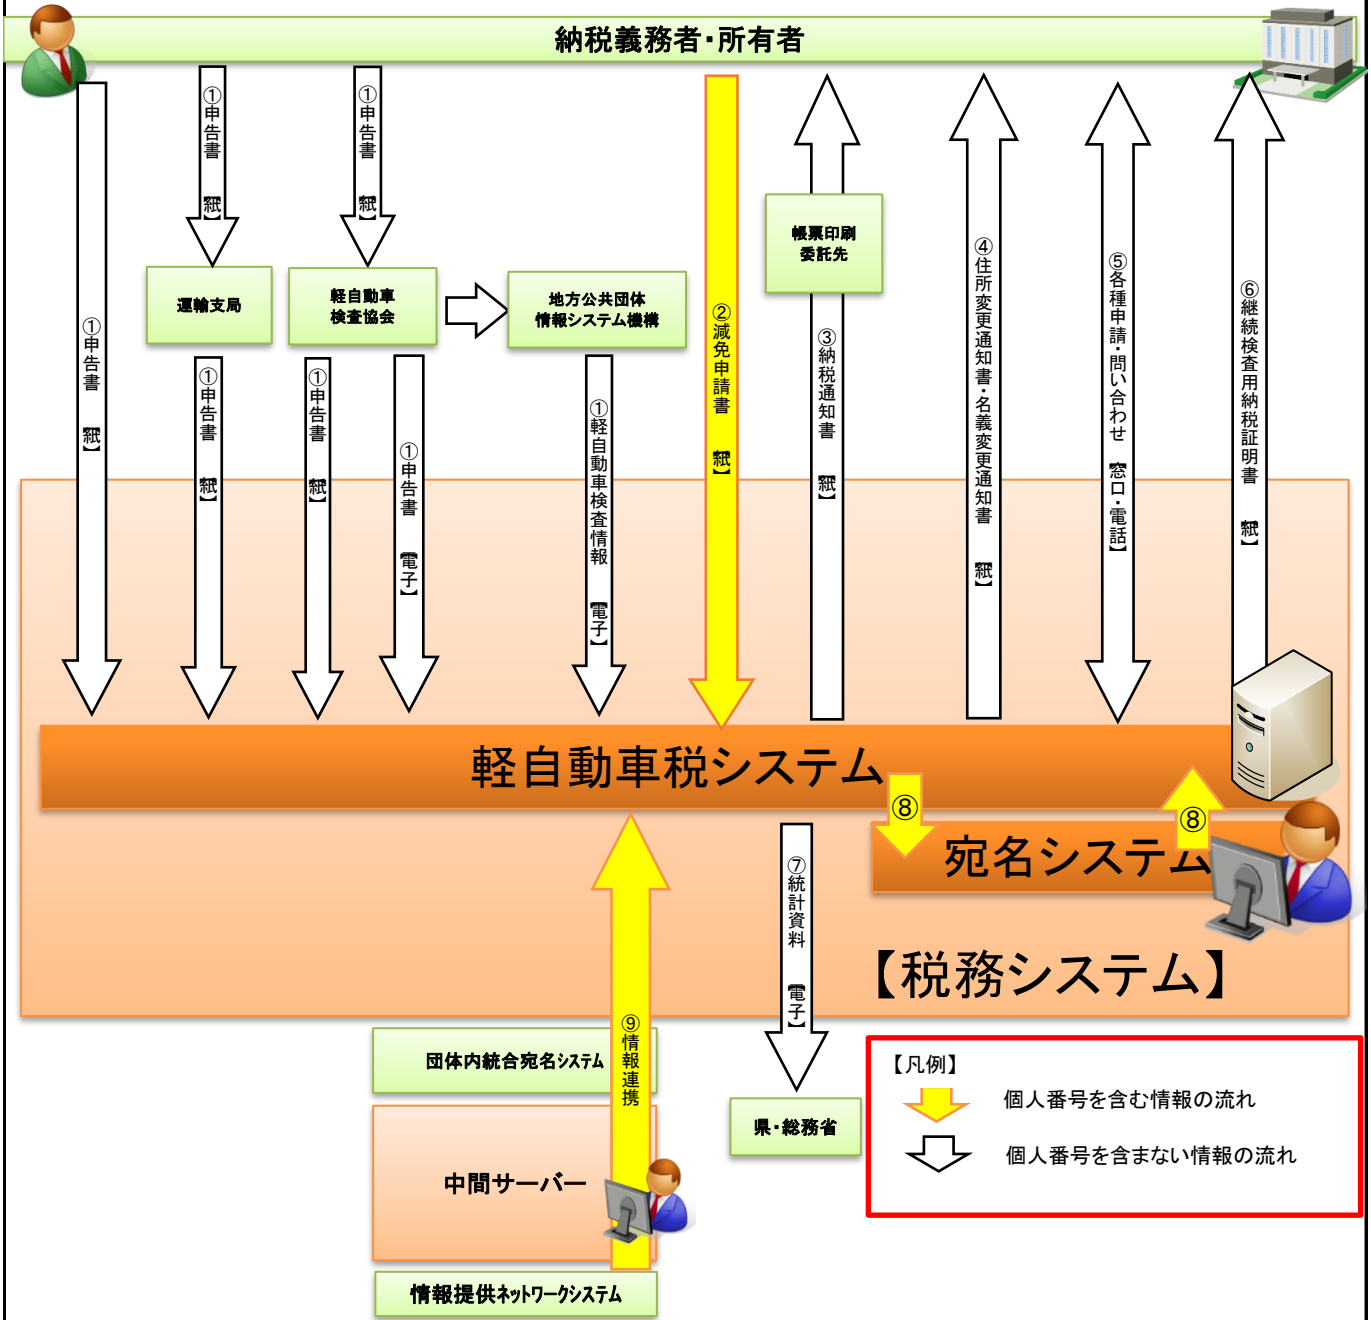 納税義務者・所有者
①申告書 【紙】
①申告書 【紙】
①申告書 【紙】
運輸支局
軽自動車
検査協会
地方公共団体
情報システム機構
①申告書 【紙】
①申告書 【紙】
①申告書 【電子】
①軽自動車検査情報 【電子】
②減免申請書 【紙】
帳票印刷
委託先
③納税通知書 【紙】
④住所変更通知書・名義変更通知書 【紙】
⑤各種申請・問い合わせ 【窓口・電話】
⑥継続検査用納税証明書 【紙】
軽自動車税システム
⑧
⑧
宛名システム
⑦統計資料 【電子】
【税務システム】
⑨情報連携
団体内統合宛名システム
中間サーバー
情報提供ネットワークシステム
県・総務省
【凡例】
個人番号を含む情報の流れ
個人番号を含まない情報の流れ